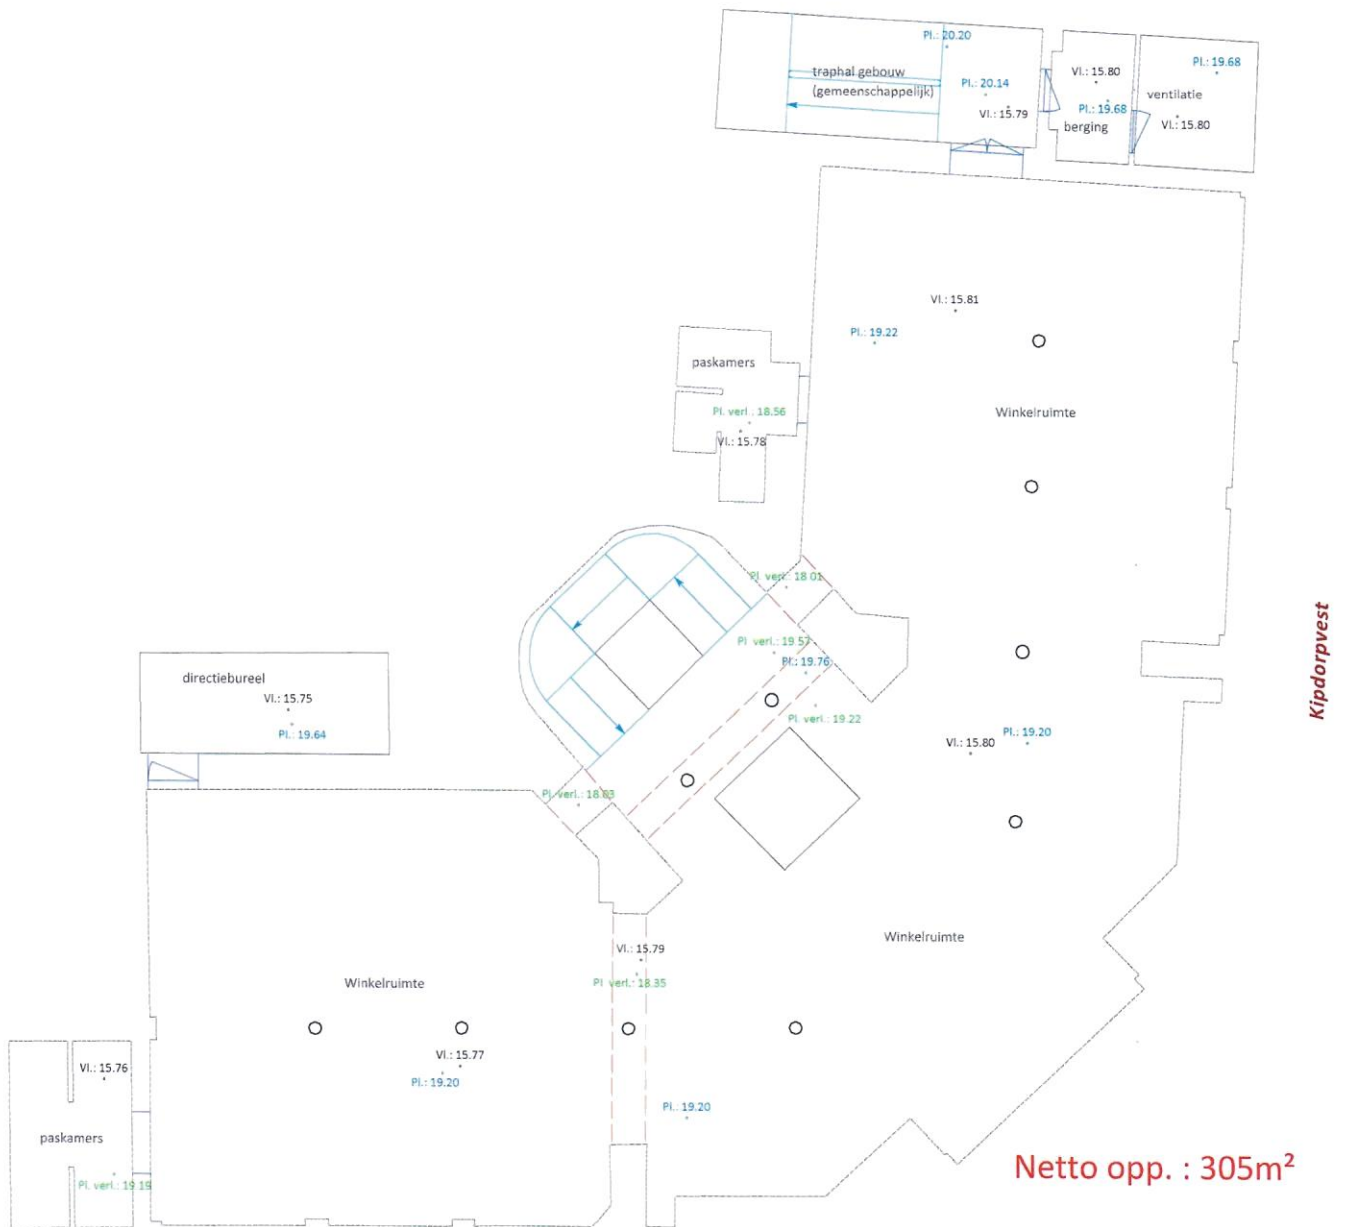 Pl.: 20.20
traphal gebouw
(gemeenschappelijk)
Pl.: 20.14
Vl.: 15.79
Vl.: 15.80
Pl.: 19.68
berging
Pl.: 19.68
ventilatie
Vl.: 15.80
Vl.: 15.81
Pl.: 19.22
paskamers
Pl. verl.: 18.56
Vl.: 15.78
Winkelruimte
Pl. verl.: 18.01
Pl. verl.: 19.57
Pl.: 19.76
Pl. verl.: 19.22
Kipdorpvest
directiebureel
Vl.: 15.75
Pl.: 19.64
Vl.: 15.80
Pl.: 19.20
Pl. verl.: 18.03
Winkelruimte
Vl.: 15.79
Pl. verl.: 18.35
Winkelruimte
Vl.: 15.77
Pl.: 19.20
Vl.: 15.76
Pl.: 19.20
paskamers
Pl. verl.: 19.19
Netto opp. : 305m²